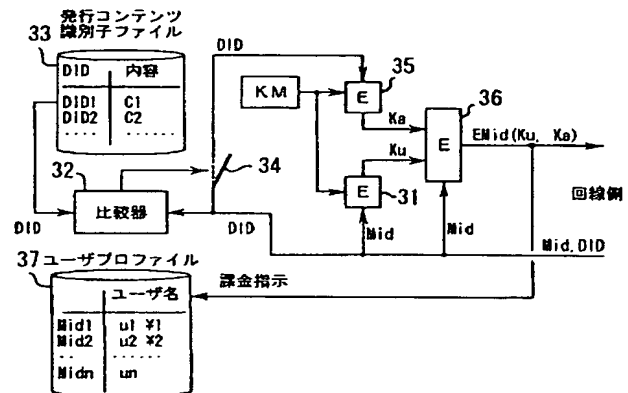 発行コンテンツ
識別子ファイル
33
DID 内容
DID1 C1
DID2 C2
..... ......
DID
35
KM
E
36
Ka
E
EMid(Ku, Ka)
Ku
32
34
比較器
E
31
回線側
DID
DID
Mid
Mid
Mid,DID
37 ユーザプロファイル
課金指示
ユーザ名
Mid1 u1 ¥1
Mid2 u2 ¥2
.. ......
Midn un